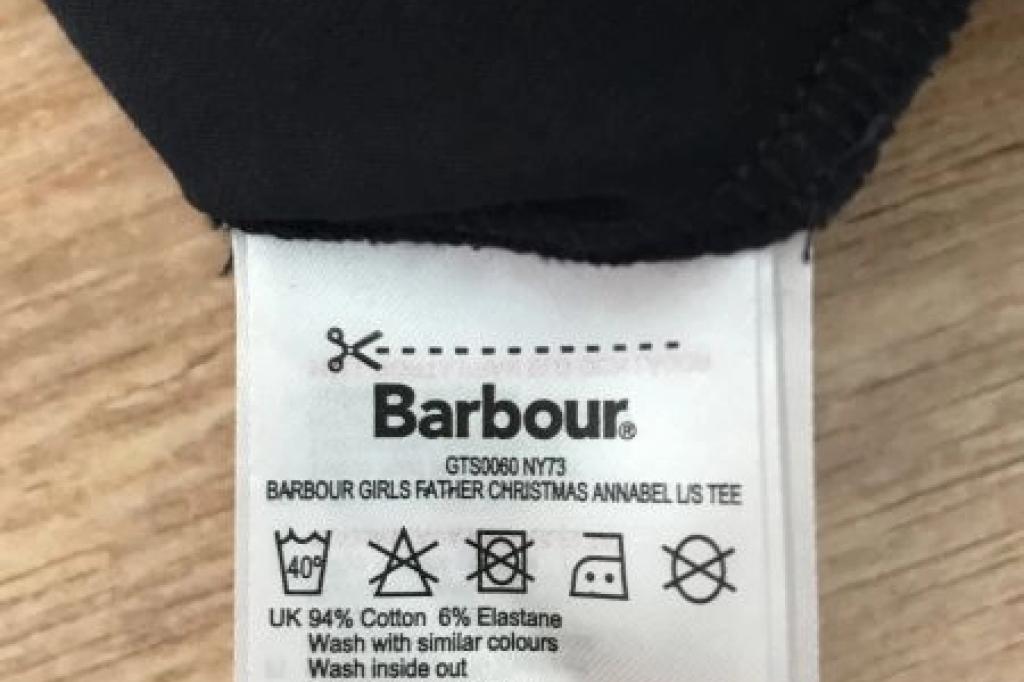 Barbour®
GTS0060 NY73
BARBOUR GIRLS FATHER CHRISTMAS ANNABEL L/S TEE
40°
UK 94% Cotton 6% Elastane
Wash with similar colours
Wash inside out